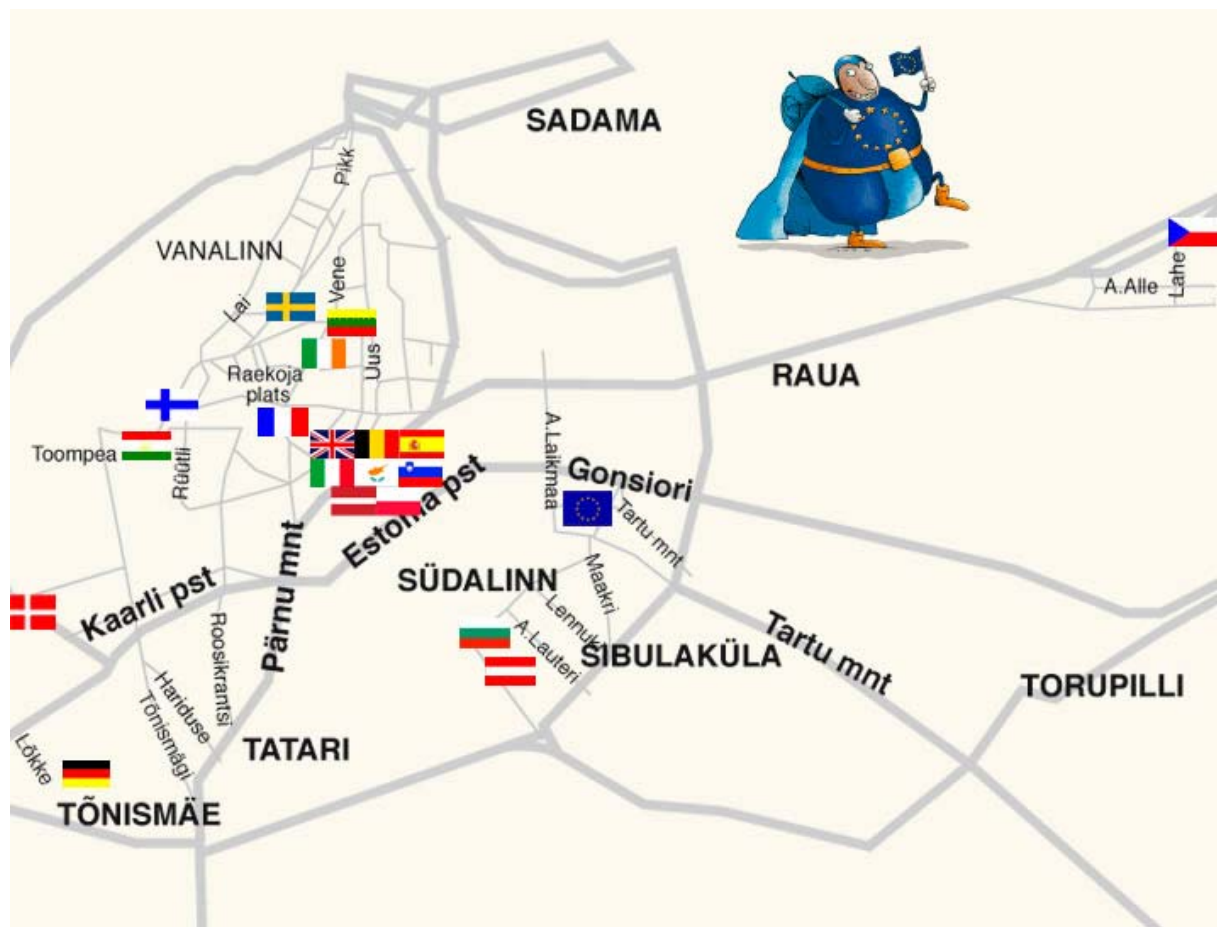 SADAMA
Pikk
VANALINN
Vene
Lai
A.Alle
Lahe
Uus
Raekoja
plats
RAUA
Toompea
Rüütli
A.Laikmaa
Gonsiori
Estonia pst
Tartu mnt
Pärnu mnt
SÜDALINN
Maakri
Kaarli pst
Lennuki
A.Lauteri
SIBULAKÜLA
Tartu mnt
Roosikrantsi
TORUPILLI
Hariduse
Tõnismägi
TATARI
Lõkke
TÕNISMÄE